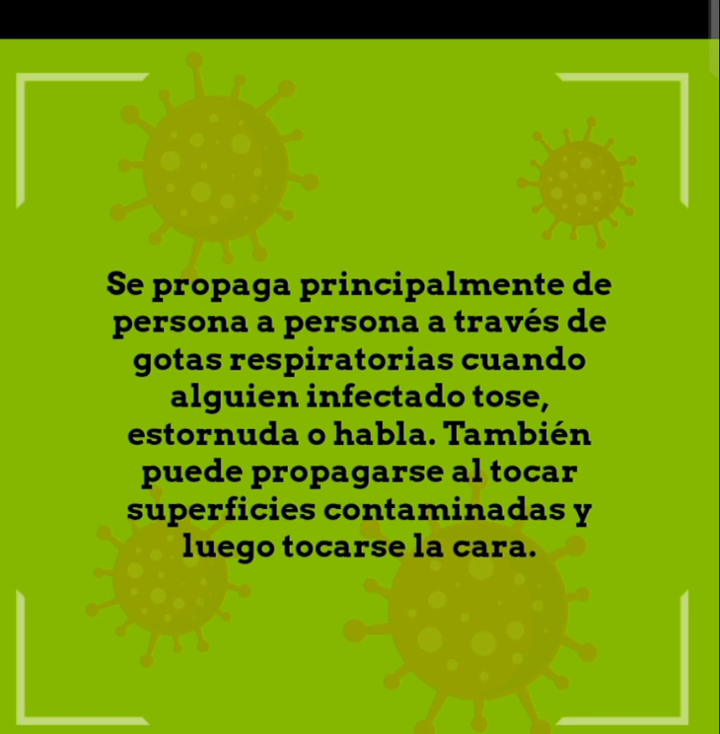 Se propaga principalmente de
persona a persona a través de
gotas respiratorias cuando
alguien infectado tose,
estornuda o habla. También
puede propagarse al tocar
superficies contaminadas y
luego tocarse la cara.